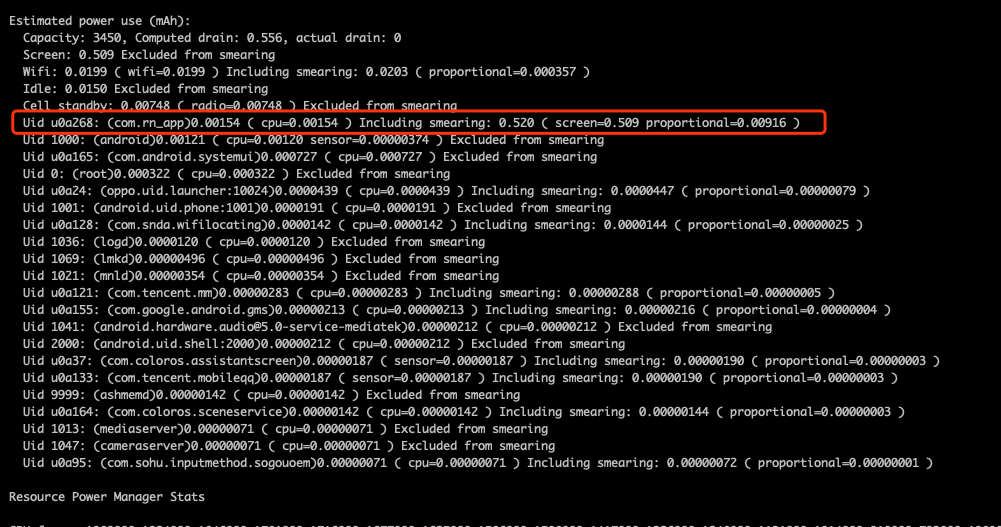 Estimated power use (mAh):
Capacity: 3450, Computed drain: 0.556, actual drain: 0
Screen: 0.509 Excluded from smearing
Wifi: 0.0199 ( wifi=0.0199 ) Including smearing: 0.0203 ( proportional=0.000357 )
Idle: 0.0150 Excluded from smearing
Cell standby: 0.00748 ( radio=0.00748 ) Excluded from smearing
Uid u0a268: (com.rn_app)0.00154 ( cpu=0.00154 ) Including smearing: 0.520 ( screen=0.509 proportional=0.00916 )
Uid 1000: (android)0.00121 ( cpu=0.00120 sensor=0.00000374 ) Excluded from smearing
Uid u0a165: (com.android.systemui)0.000727 ( cpu=0.000727 ) Excluded from smearing
Uid 0: (root)0.000322 ( cpu=0.000322 ) Excluded from smearing
Uid u0a24: (oppo.uid.launcher:10024)0.0000439 ( cpu=0.0000439 ) Including smearing: 0.0000447 ( proportional=0.00000079 )
Uid 1001: (android.uid.phone:1001)0.0000191 ( cpu=0.0000191 ) Excluded from smearing
Uid u0a128: (com.snda.wifilocating)0.0000142 ( cpu=0.0000142 ) Including smearing: 0.0000144 ( proportional=0.00000025 )
Uid 1036: (logd)0.0000120 ( cpu=0.0000120 ) Excluded from smearing
Uid 1069: (lmkd)0.00000496 ( cpu=0.00000496 ) Excluded from smearing
Uid 1021: (mnld)0.00000354 ( cpu=0.00000354 ) Excluded from smearing
Uid u0a121: (com.tencent.mm)0.00000283 ( cpu=0.00000283 ) Including smearing: 0.00000288 ( proportional=0.00000005 )
Uid u0a155: (com.google.android.gms)0.00000213 ( cpu=0.00000213 ) Including smearing: 0.00000216 ( proportional=0.00000004 )
Uid 1041: (android.hardware.audio@5.0-service-mediatek)0.00000212 ( cpu=0.00000212 ) Excluded from smearing
Uid 2000: (android.uid.shell:2000)0.00000212 ( cpu=0.00000212 ) Excluded from smearing
Uid u0a37: (com.coloros.assistantscreen)0.00000187 ( sensor=0.00000187 ) Including smearing: 0.00000190 ( proportional=0.00000003 )
Uid u0a133: (com.tencent.mobileqq)0.00000187 ( sensor=0.00000187 ) Including smearing: 0.00000190 ( proportional=0.00000003 )
Uid 9999: (ashmemd)0.00000142 ( cpu=0.00000142 ) Excluded from smearing
Uid u0a164: (com.coloros.sceneservice)0.00000142 ( cpu=0.00000142 ) Including smearing: 0.00000144 ( proportional=0.00000003 )
Uid 1013: (mediaserver)0.00000071 ( cpu=0.00000071 ) Excluded from smearing
Uid 1047: (cameraserver)0.00000071 ( cpu=0.00000071 ) Excluded from smearing
Uid u0a95: (com.sohu.inputmethod.sogouoem)0.00000071 ( cpu=0.00000071 ) Including smearing: 0.00000072 ( proportional=0.00000001 )
Resource Power Manager Stats